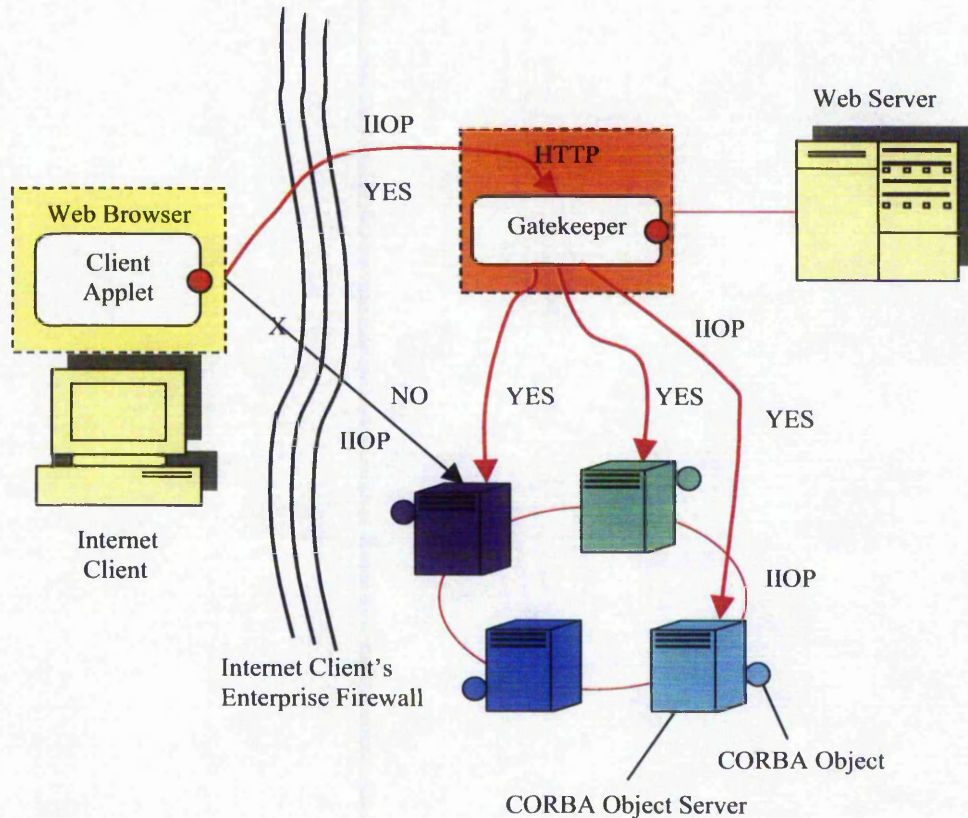 Web Server
IIOP
HTTP
YES
Web Browser
Gatekeeper
Client
Applet
X
IIOP
NO
YES
YES
YES
IIOP
Internet
Client
IIOP
Internet Client's
Enterprise Firewall
CORBA Object
CORBA Object Server